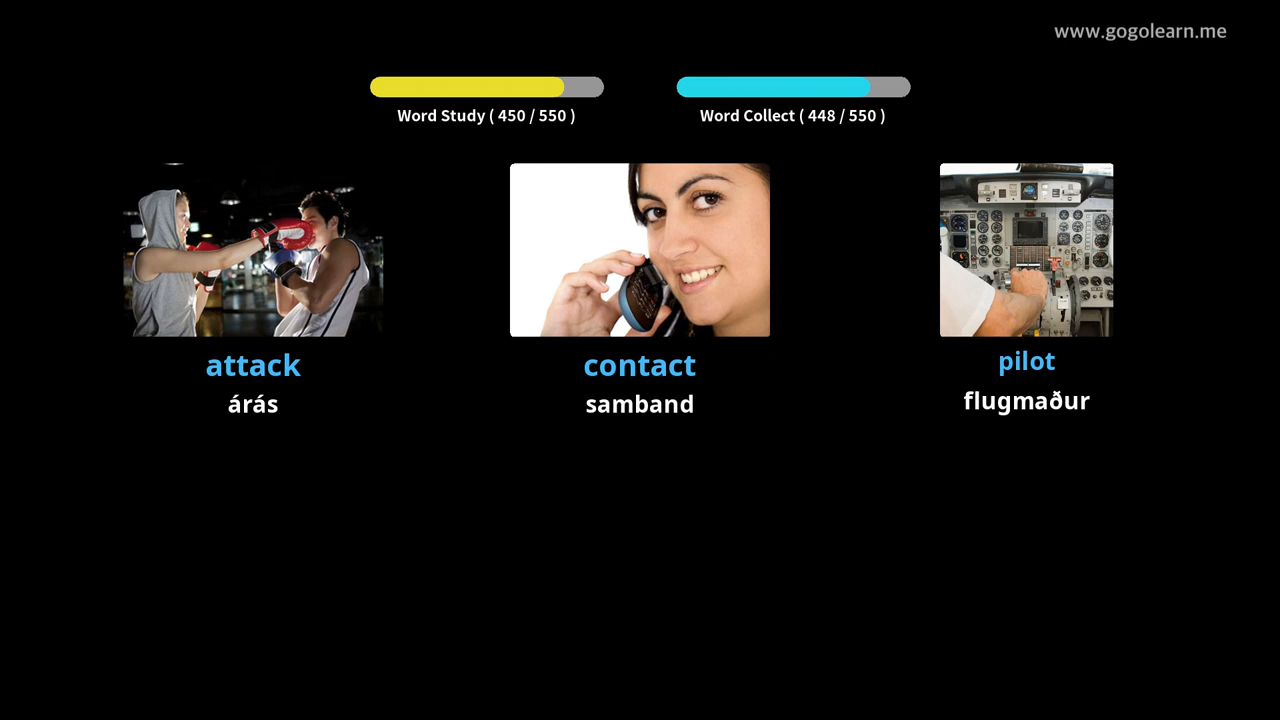 www.gogolearn.me
Word Study ( 450 / 550 )
Word Collect ( 448 / 550 )
attack
contact
pilot
árás
samband
flugmaður